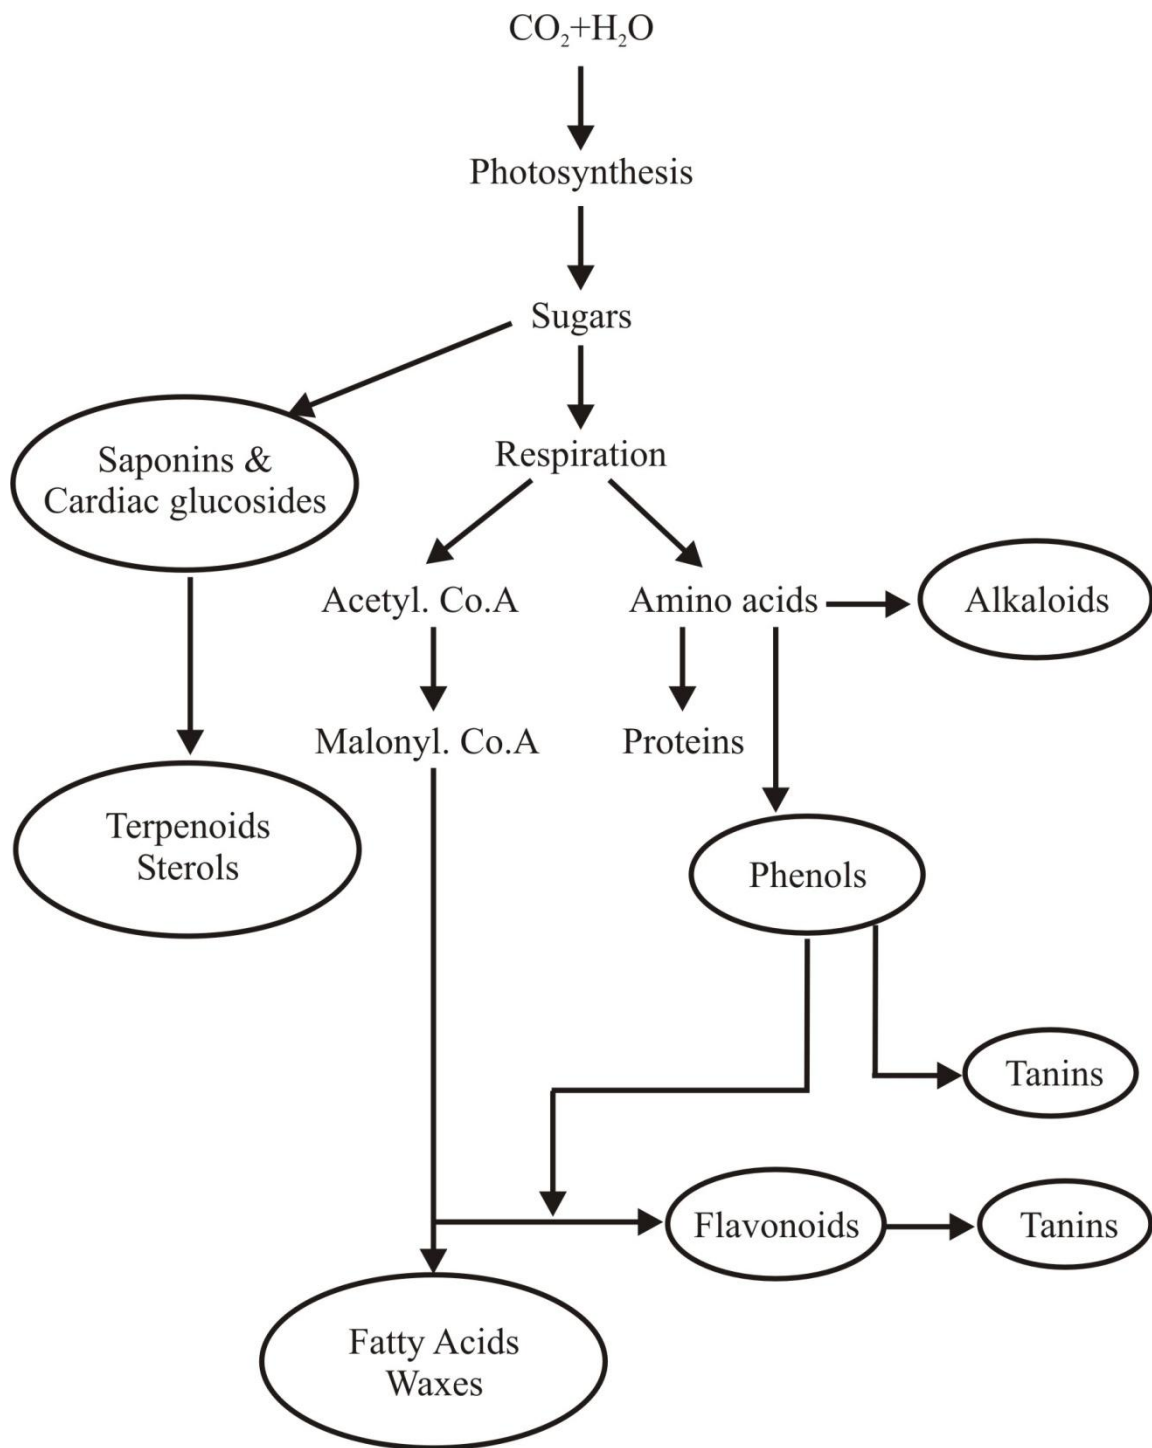 CO₂+H₂O
Photosynthesis
Sugars
Saponins &
Cardiac glucosides
Respiration
Acetyl. Co.A
Amino acids
Alkaloids
Malonyl. Co.A
Proteins
Terpenoids
Sterols
Phenols
Tanins
Flavonoids
Tanins
Fatty Acids
Waxes